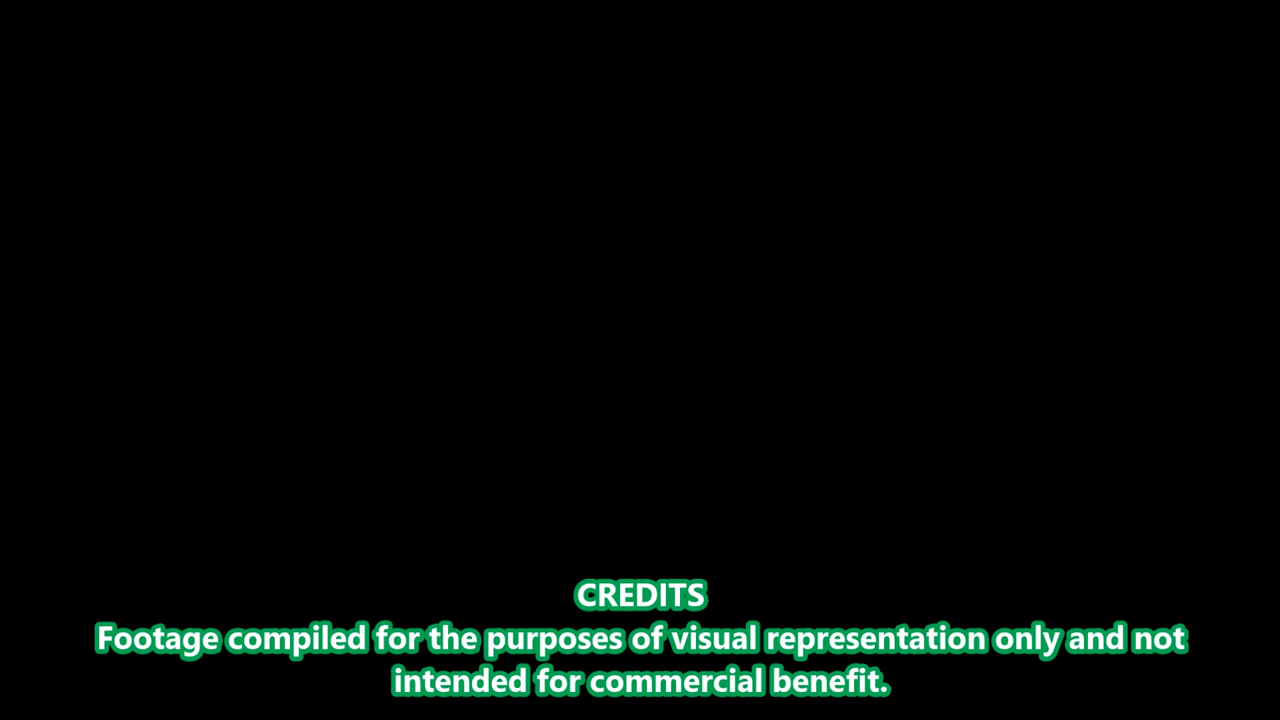 CREDITS
Footage compiled for the purposes of visual representation only and not
intended for commercial benefit.